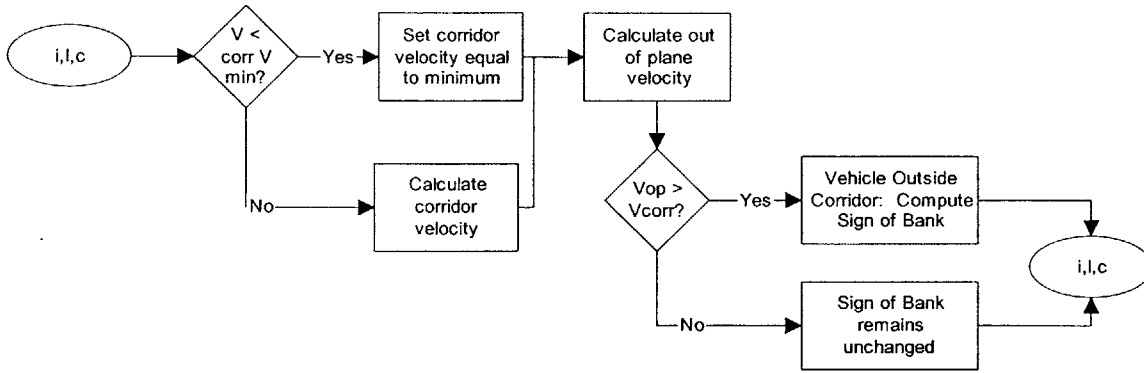 i,l,c
V <
corr V
min?
Yes
Set corridor
velocity equal
to minimum
Calculate out
of plane
velocity
No
Calculate
corridor
velocity
Vop >
Vcorr?
Yes
Vehicle Outside
Corridor: Compute
Sign of Bank
i,l,c
No
Sign of Bank
remains
unchanged